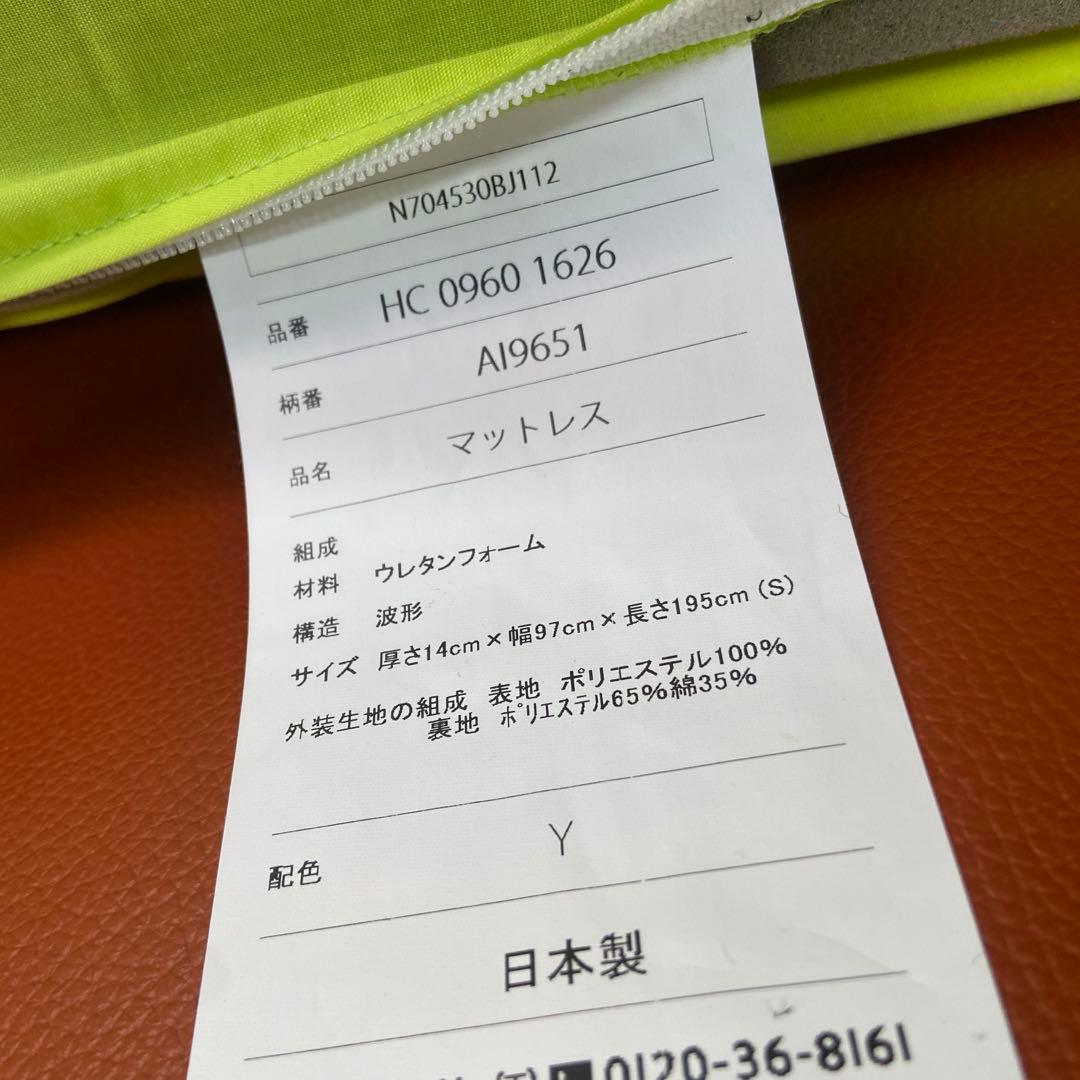 N704530BJ112
品番 HC 0960 1626
柄番 AI9651
品名 マットレス
組成
材料 ウレタンフォーム
構造 波形
サイズ 厚さ14cm×幅97cm×長さ195cm（S）
外装生地の組成 表地 ポリエステル100%
裏地 ポリエステル65%綿35%
配色 Y
日本製
0120-36-8161